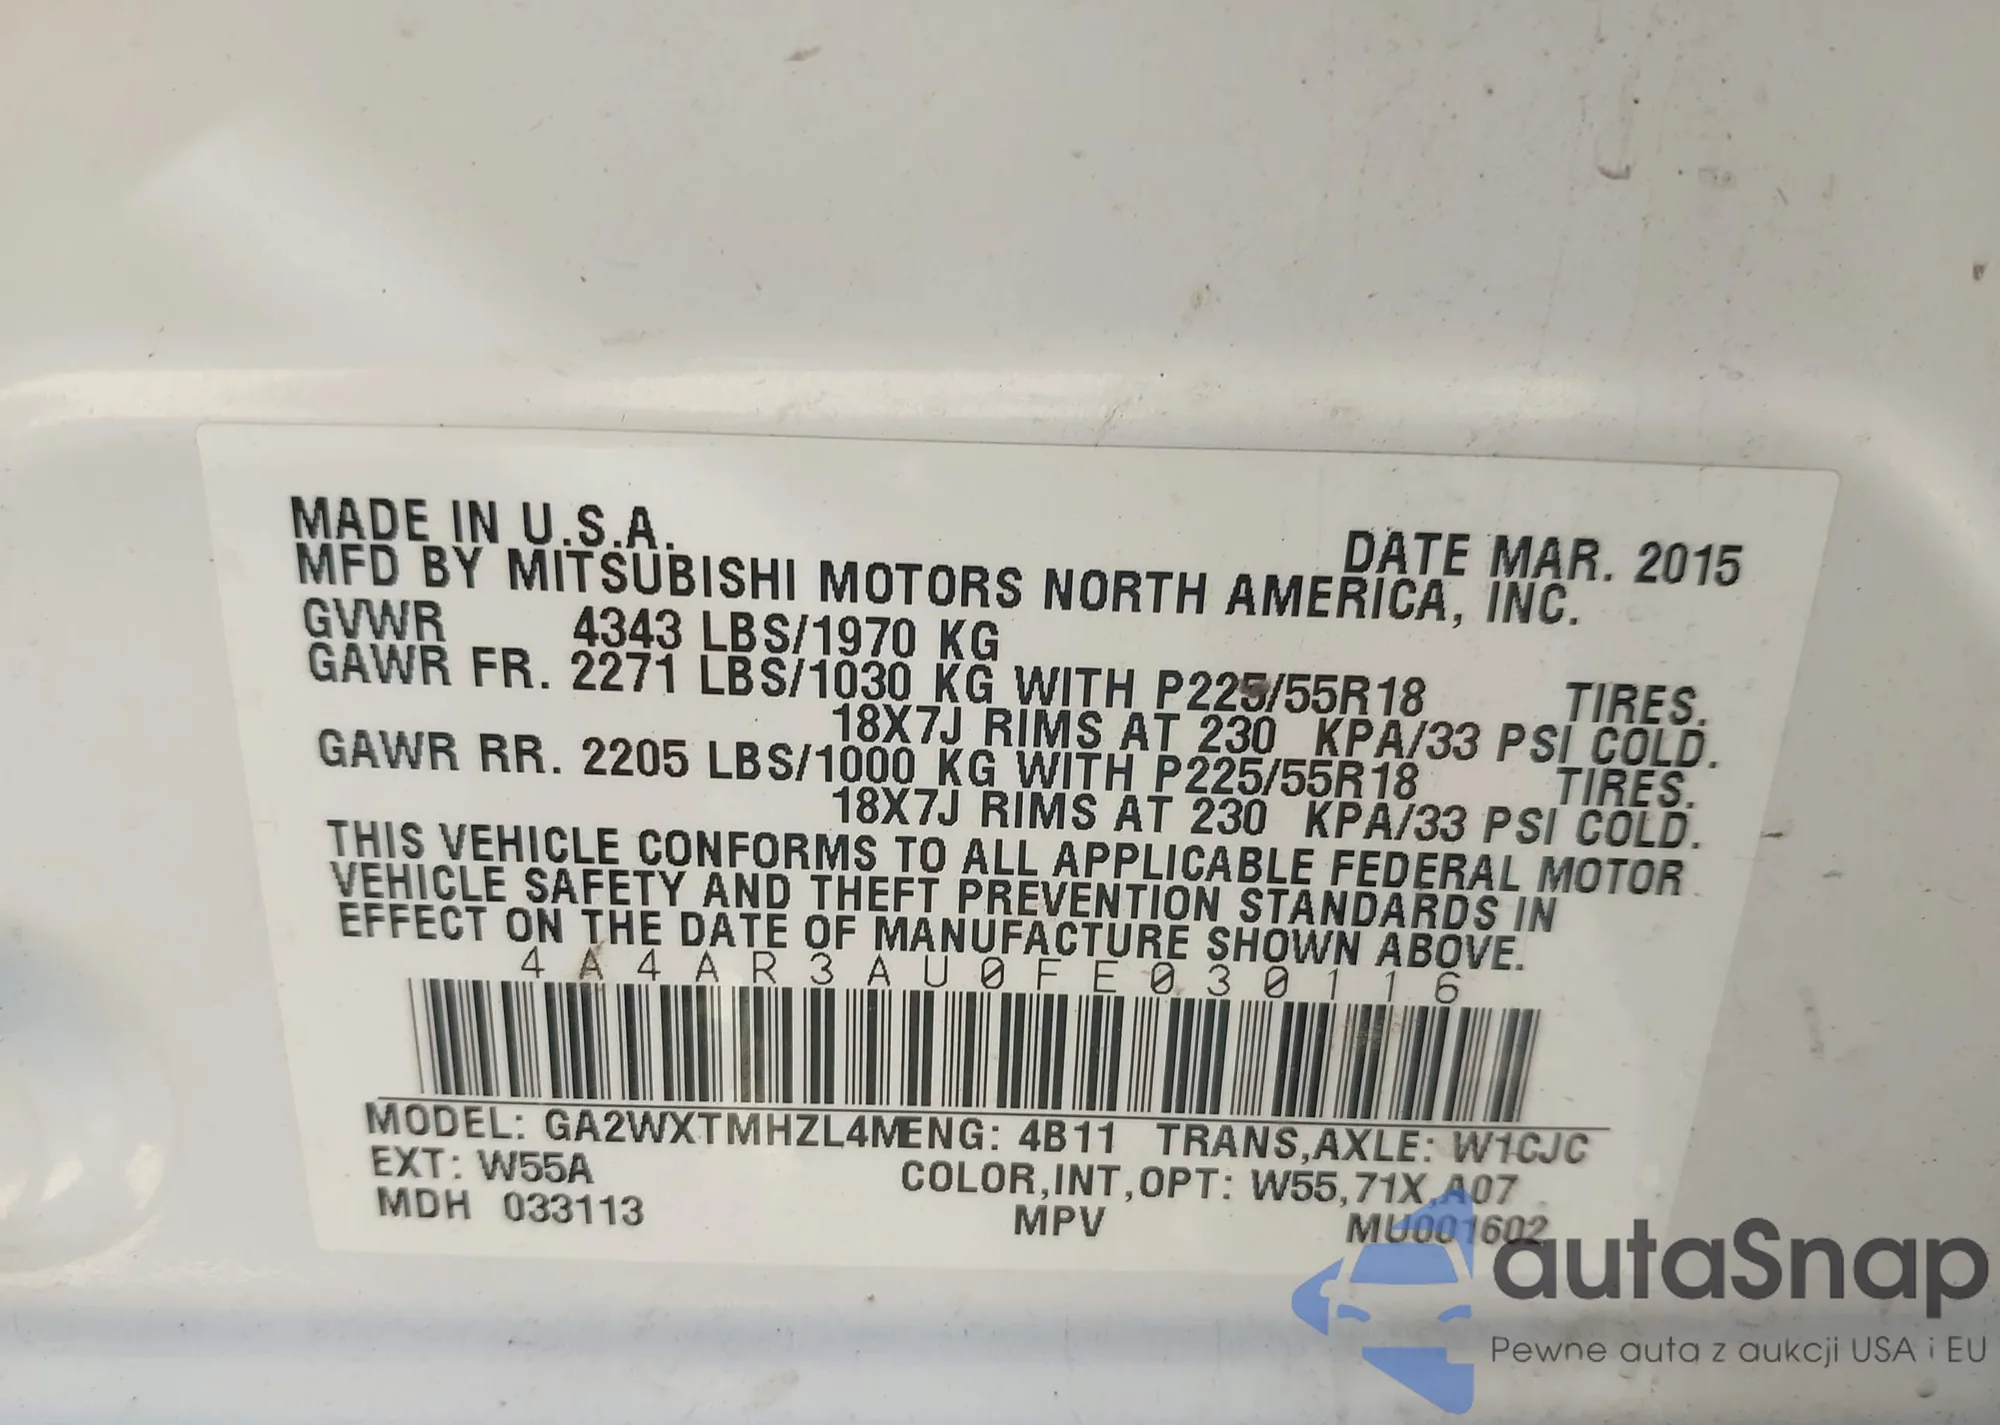 MADE IN U.S.A.
DATE MAR. 2015
MFD BY MITSUBISHI MOTORS NORTH AMERICA, INC.
GVWR 4343 LBS/1970 KG
GAWR FR. 2271 LBS/1030 KG WITH P225/55R18 TIRES.
18X7J RIMS AT 230 KPA/33 PSI COLD.
GAWR RR. 2205 LBS/1000 KG WITH P225/55R18 TIRES.
18X7J RIMS AT 230 KPA/33 PSI COLD.
THIS VEHICLE CONFORMS TO ALL APPLICABLE FEDERAL MOTOR
VEHICLE SAFETY AND THEFT PREVENTION STANDARDS IN
EFFECT ON THE DATE OF MANUFACTURE SHOWN ABOVE.
4A4AR3AU0FE030116
MODEL: GA2WXTMHZL4MENG: 4B11 TRANS,AXLE: W1CJC
EXT: W55A COLOR,INT,OPT: W55,71X,A07
MDH 033113 MPV MU001602
autaSnap
Pewne auta z aukcji USA i EU